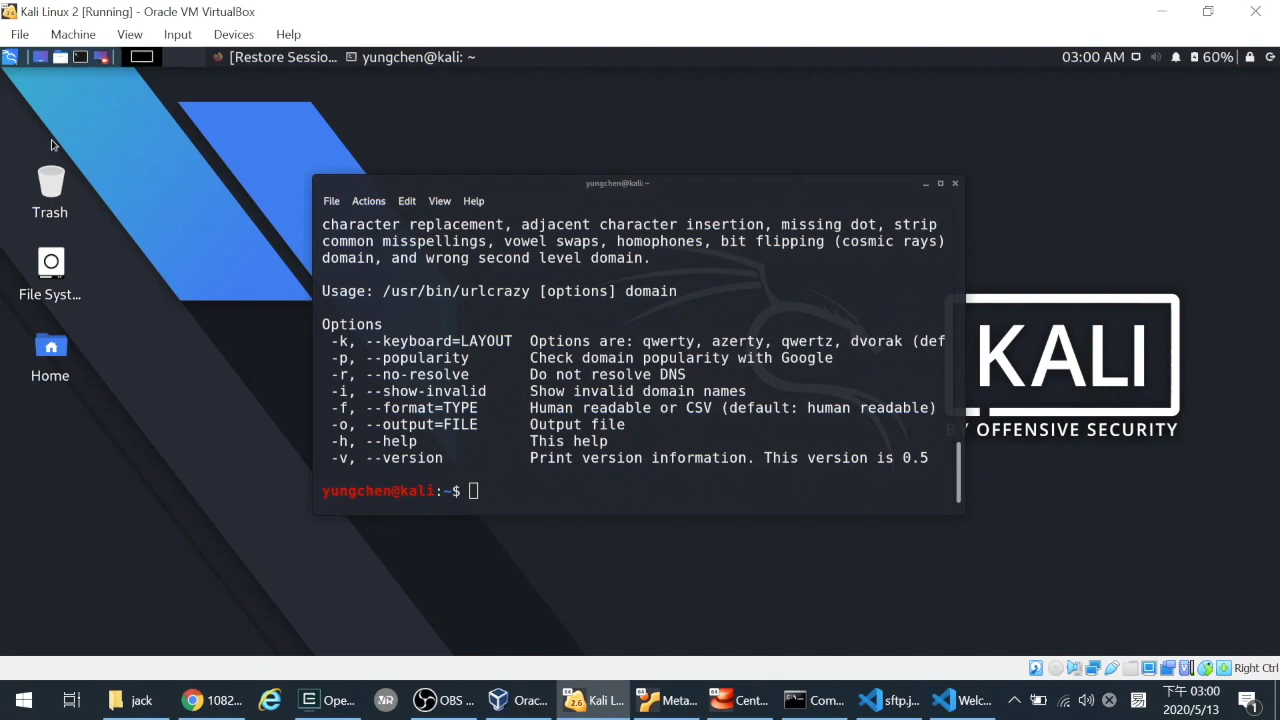 Kali Linux 2 [Running] - Oracle VM VirtualBox
File Machine View Input Devices Help
[Restore Sessio... yungchen@kali: ~ 03:00 AM 60%
Trash
File Syst...
Home
yungchen@kali: ~
File Actions Edit View Help
character replacement, adjacent character insertion, missing dot, strip
common misspellings, vowel swaps, homophones, bit flipping (cosmic rays)
domain, and wrong second level domain.
Usage: /usr/bin/urlcrazy [options] domain
Options
-k, --keyboard=LAYOUT Options are: qwerty, azerty, qwertz, dvorak (def
-p, --popularity Check domain popularity with Google
-r, --no-resolve Do not resolve DNS
-i, --show-invalid Show invalid domain names
-f, --format=TYPE Human readable or CSV (default: human readable)
-o, --output=FILE Output file
-h, --help This help
-v, --version Print version information. This version is 0.5
yungchen@kali:~$
KALI
BY OFFENSIVE SECURITY
Right Ctrl
jack 1082... Ope... OBS ... Orac... Kali L... Meta... Cent... Com... sftp.j... Welc... 下午 03:00
2020/5/13